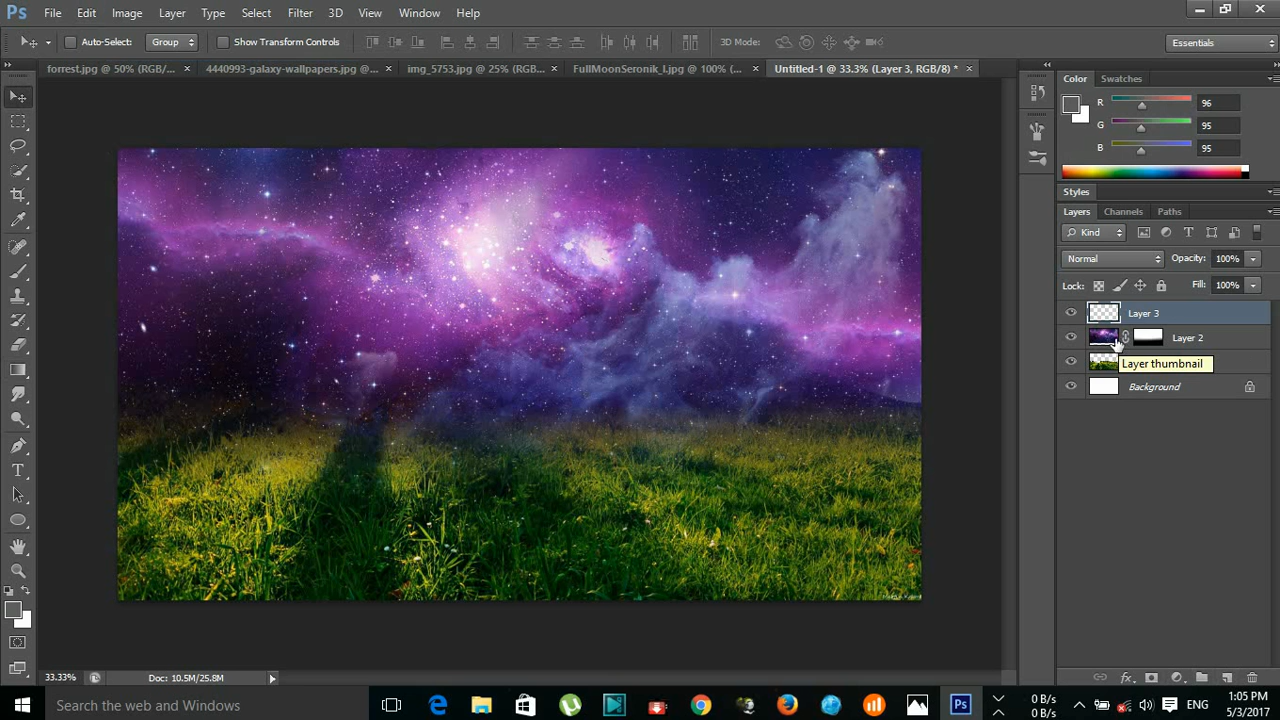 Ps File Edit Image Layer Type Select Filter 3D View Window Help
Auto-Select: Group Show Transform Controls 3D Mode: Essentials
forrest.jpg @ 50% (RGB/... × 4440993-galaxy-wallpapers.jpg @... × img_5753.jpg @ 25% (RGB... × FullMoonSeronik_l.jpg @ 100% (... × Untitled-1 @ 33.3% (Layer 3, RGB/8) * ×
Color Swatches
R 96
G 95
B 95
Styles
Layers Channels Paths
Kind
Normal Opacity: 100%
Lock: Fill: 100%
Layer 3
Layer 2
Layer thumbnail
Background
33.33% Doc: 10.5M/25.8M
Search the web and Windows
0 B/s
0 B/s
1:05 PM
5/3/2017